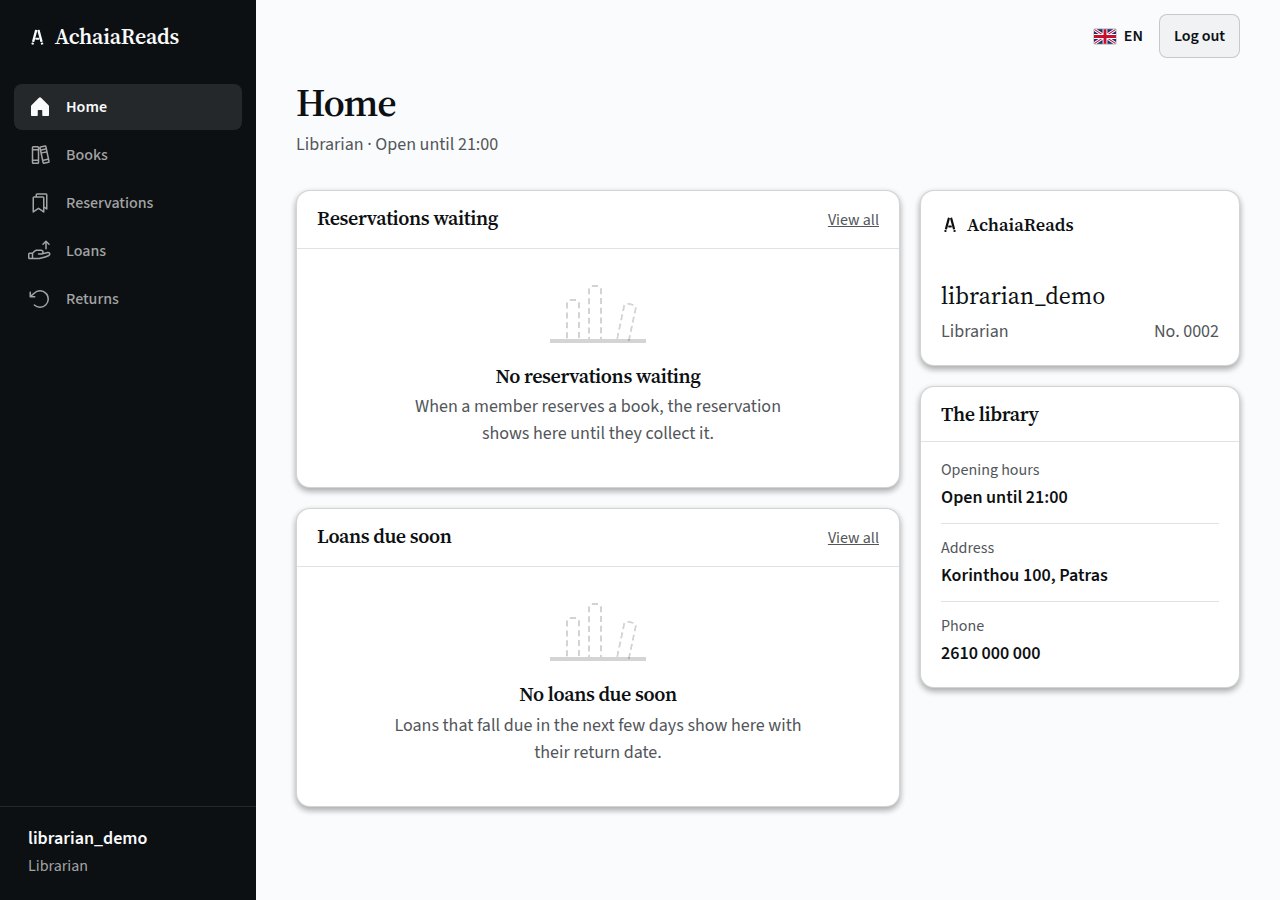 AchaiaReads
Home
Books
Reservations
Loans
Returns
librarian_demo
Librarian
EN
Log out
Home
Librarian · Open until 21:00
Reservations waiting
View all
No reservations waiting
When a member reserves a book, the reservation
shows here until they collect it.
Loans due soon
View all
No loans due soon
Loans that fall due in the next few days show here with
their return date.
AchaiaReads
librarian_demo
Librarian No. 0002
The library
Opening hours
Open until 21:00
Address
Korinthou 100, Patras
Phone
2610 000 000